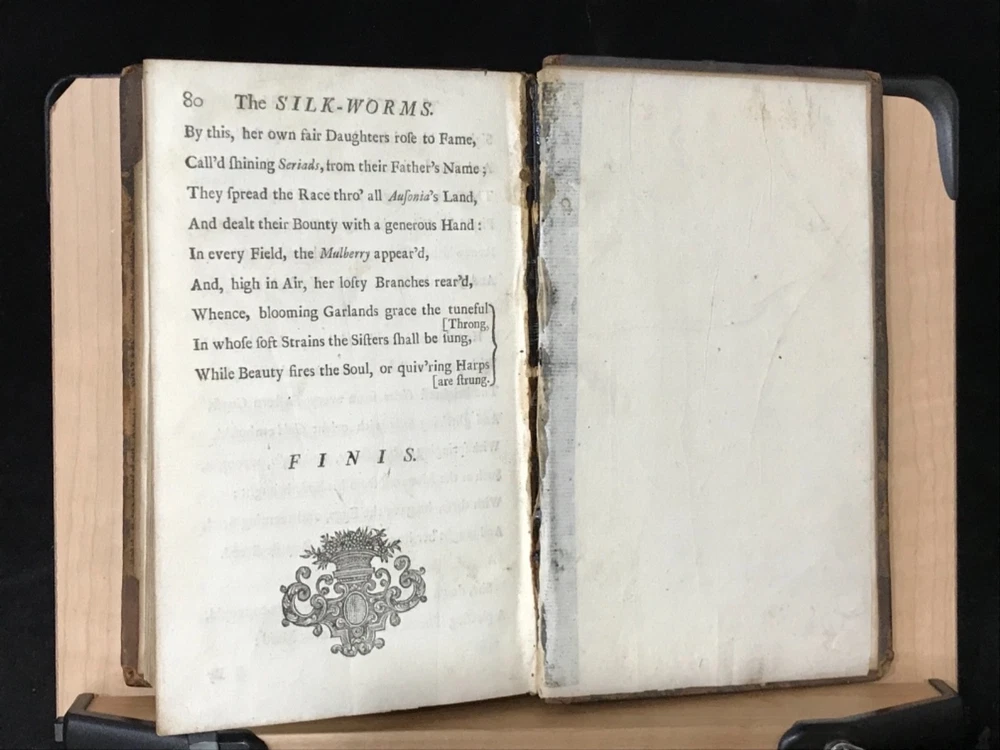 80 The SILK-WORMS.
By this, her own fair Daughters roſe to Fame,
Call'd ſhining Seriads, from their Father's Name;
They ſpread the Race thro' all Auſonia's Land,
And dealt their Bounty with a generous Hand:
In every Field, the Mulberry appear'd,
And, high in Air, her lofty Branches rear'd,
Whence, blooming Garlands grace the tuneful
[Throng,
In whoſe ſoft Strains the Siſters ſhall be ſung,
While Beauty fires the Soul, or quiv'ring Harps
[are ſtrung.
FINIS.